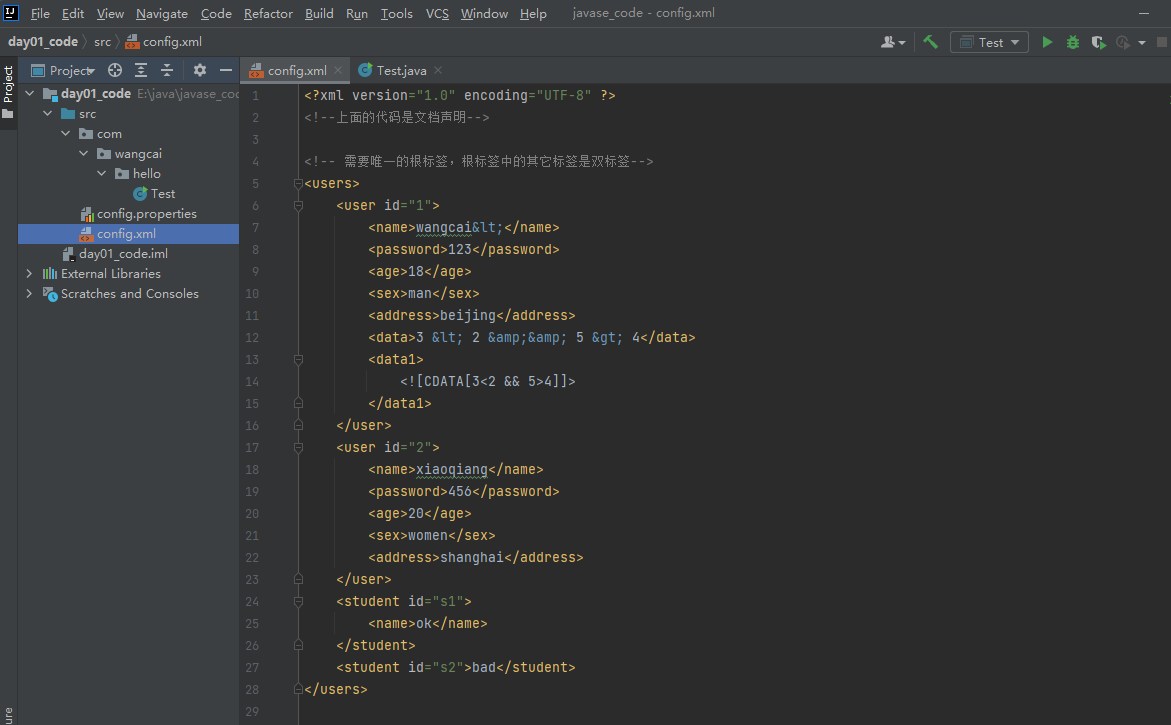 File Edit View Navigate Code Refactor Build Run Tools VCS Window Help javase_code - config.xml
day01_code src config.xml Test
Project Project config.xml Test.java
day01_code E:\java\javase_coc
src
com
wangcai
hello
Test
config.properties
config.xml
day01_code.iml
External Libraries
Scratches and Consoles
1 <?xml version="1.0" encoding="UTF-8" ?>
2 <!--上面的代码是文档声明-->
3
4 <!-- 需要唯一的根标签，根标签中的其它标签是双标签-->
5 <users>
6 <user id="1">
7 <name>wangcai&lt;</name>
8 <password>123</password>
9 <age>18</age>
10 <sex>man</sex>
11 <address>beijing</address>
12 <data>3 &lt; 2 &amp;&amp; 5 &gt; 4</data>
13 <data1>
14 <![CDATA[3<2 && 5>4]]>
15 </data1>
16 </user>
17 <user id="2">
18 <name>xiaoqiang</name>
19 <password>456</password>
20 <age>20</age>
21 <sex>women</sex>
22 <address>shanghai</address>
23 </user>
24 <student id="s1">
25 <name>ok</name>
26 </student>
27 <student id="s2">bad</student>
28 </users>
29
ure